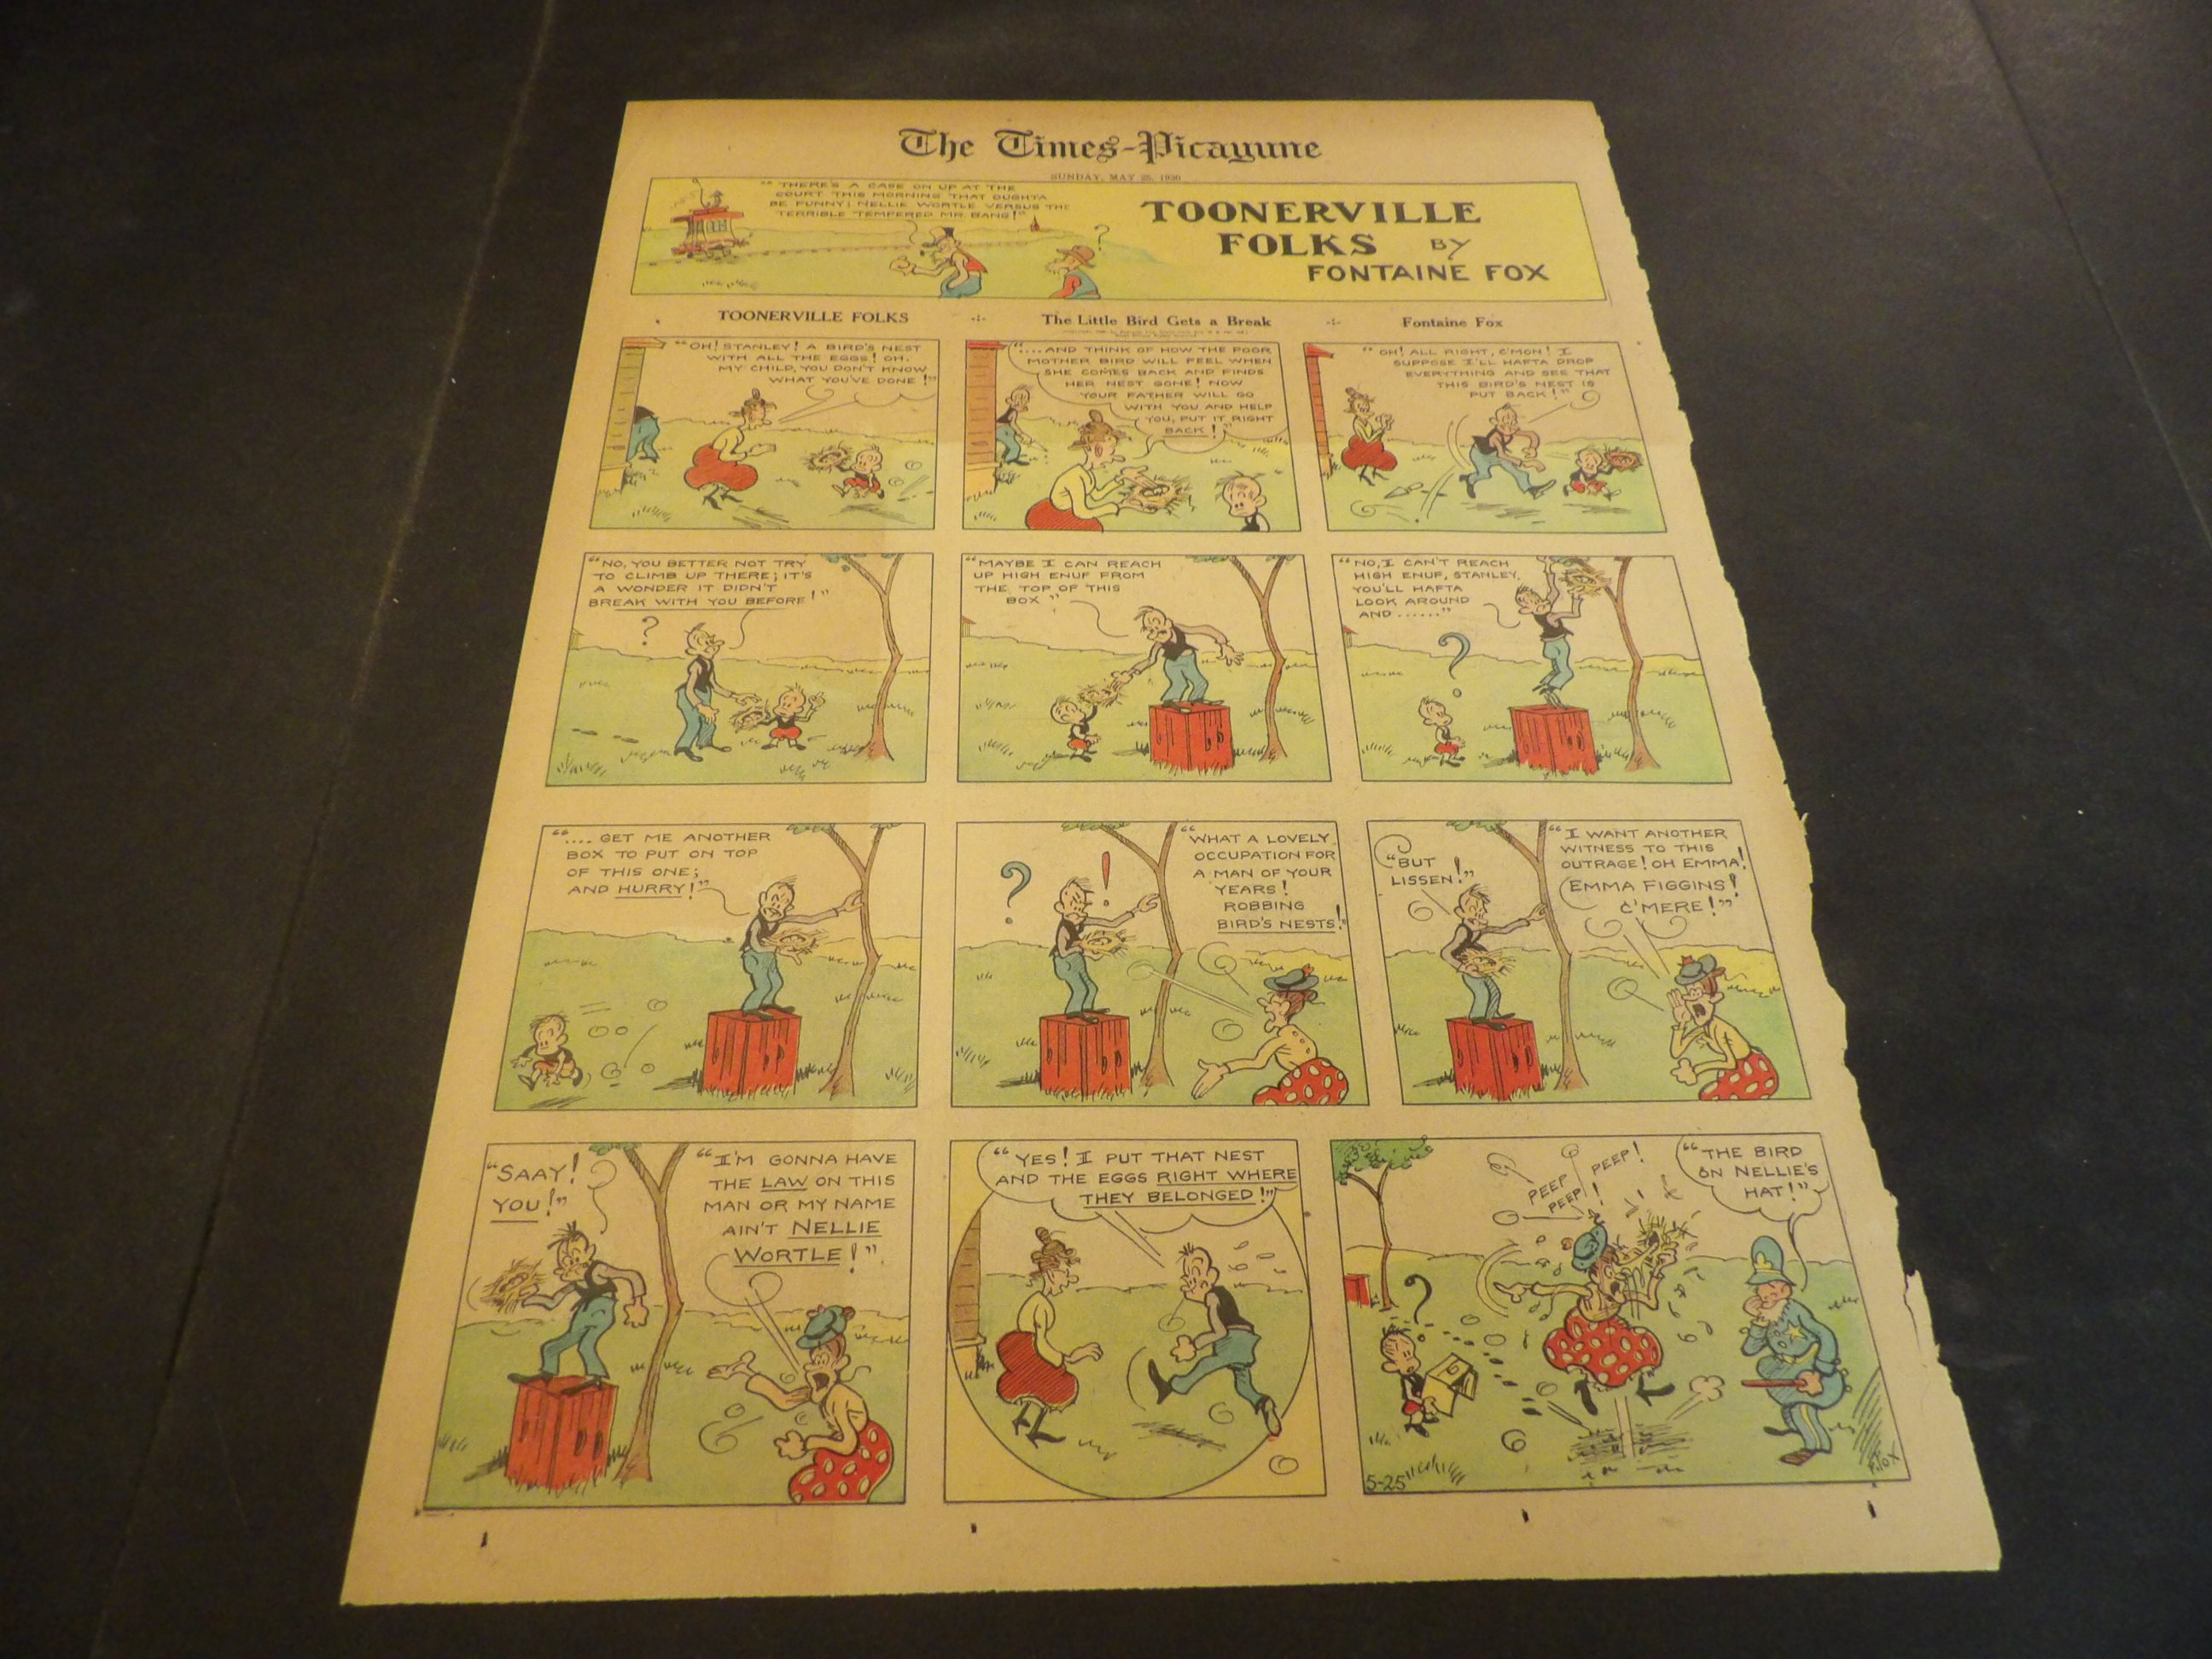 The Times-Picayune
SUNDAY, MAY 25, 1930
"THERE'S A CASE ON UP AT THE
COURT THIS MORNING THAT OUGHTA
BE FUNNY; NELLIE WORTLE VERSUS THE
TERRIBLE TEMPERED MR. BANG!"
?
TOONERVILLE
FOLKS BY
FONTAINE FOX
TOONERVILLE FOLKS
The Little Bird Gets a Break
Fontaine Fox
"OH! STANLEY! A BIRD'S NEST
WITH ALL THE EGGS! OH,
MY CHILD, YOU DON'T KNOW
WHAT YOU'VE DONE!"
"....AND THINK OF HOW THE POOR
MOTHER BIRD WILL FEEL WHEN
SHE COMES BACK AND FINDS
HER NEST GONE! NOW
YOUR FATHER WILL GO
WITH YOU AND HELP
YOU, PUT IT RIGHT
BACK!"
"OH! ALL RIGHT, C'MON! I
SUPPOSE I'LL HAFTA DROP
EVERYTHING AND SEE THAT
THIS BIRD'S NEST IS
PUT BACK!"
"NO, YOU BETTER NOT TRY
TO CLIMB UP THERE; IT'S
A WONDER IT DIDN'T
BREAK WITH YOU BEFORE!"
?
"MAYBE I CAN REACH
UP HIGH ENUF FROM
THE TOP OF THIS
BOX"
"NO, I CAN'T REACH
HIGH ENUF, STANLEY.
YOU'LL HAFTA
LOOK AROUND
AND ......"
?
".... GET ME ANOTHER
BOX TO PUT ON TOP
OF THIS ONE;
AND HURRY!"
? !
"WHAT A LOVELY
OCCUPATION FOR
A MAN OF YOUR
YEARS!
ROBBING
BIRD'S NESTS!"
"BUT
LISSEN!"
"I WANT ANOTHER
WITNESS TO THIS
OUTRAGE! OH EMMA!
EMMA FIGGINS!
C'MERE!"
"SAAY!
YOU!"
"I'M GONNA HAVE
THE LAW ON THIS
MAN OR MY NAME
AIN'T NELLIE
WORTLE!"
"YES! I PUT THAT NEST
AND THE EGGS RIGHT WHERE
THEY BELONGED!"
PEEP!
PEEP
PEEP!
"THE BIRD
ON NELLIE'S
HAT!"
?
5-25
F. FOX